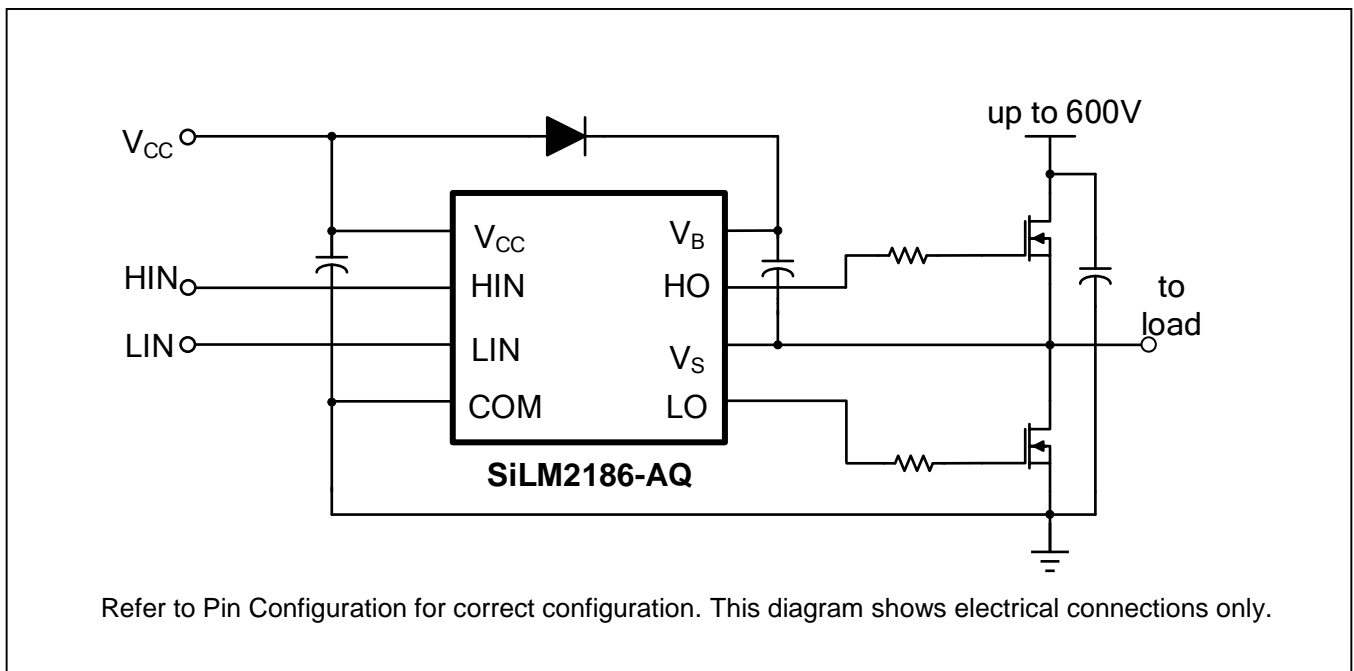 up to 600V
VCC
VCC
VB
HIN
HIN
HO
to
load
LIN
LIN
VS
COM
LO
SiLM2186-AQ
Refer to Pin Configuration for correct configuration. This diagram shows electrical connections only.